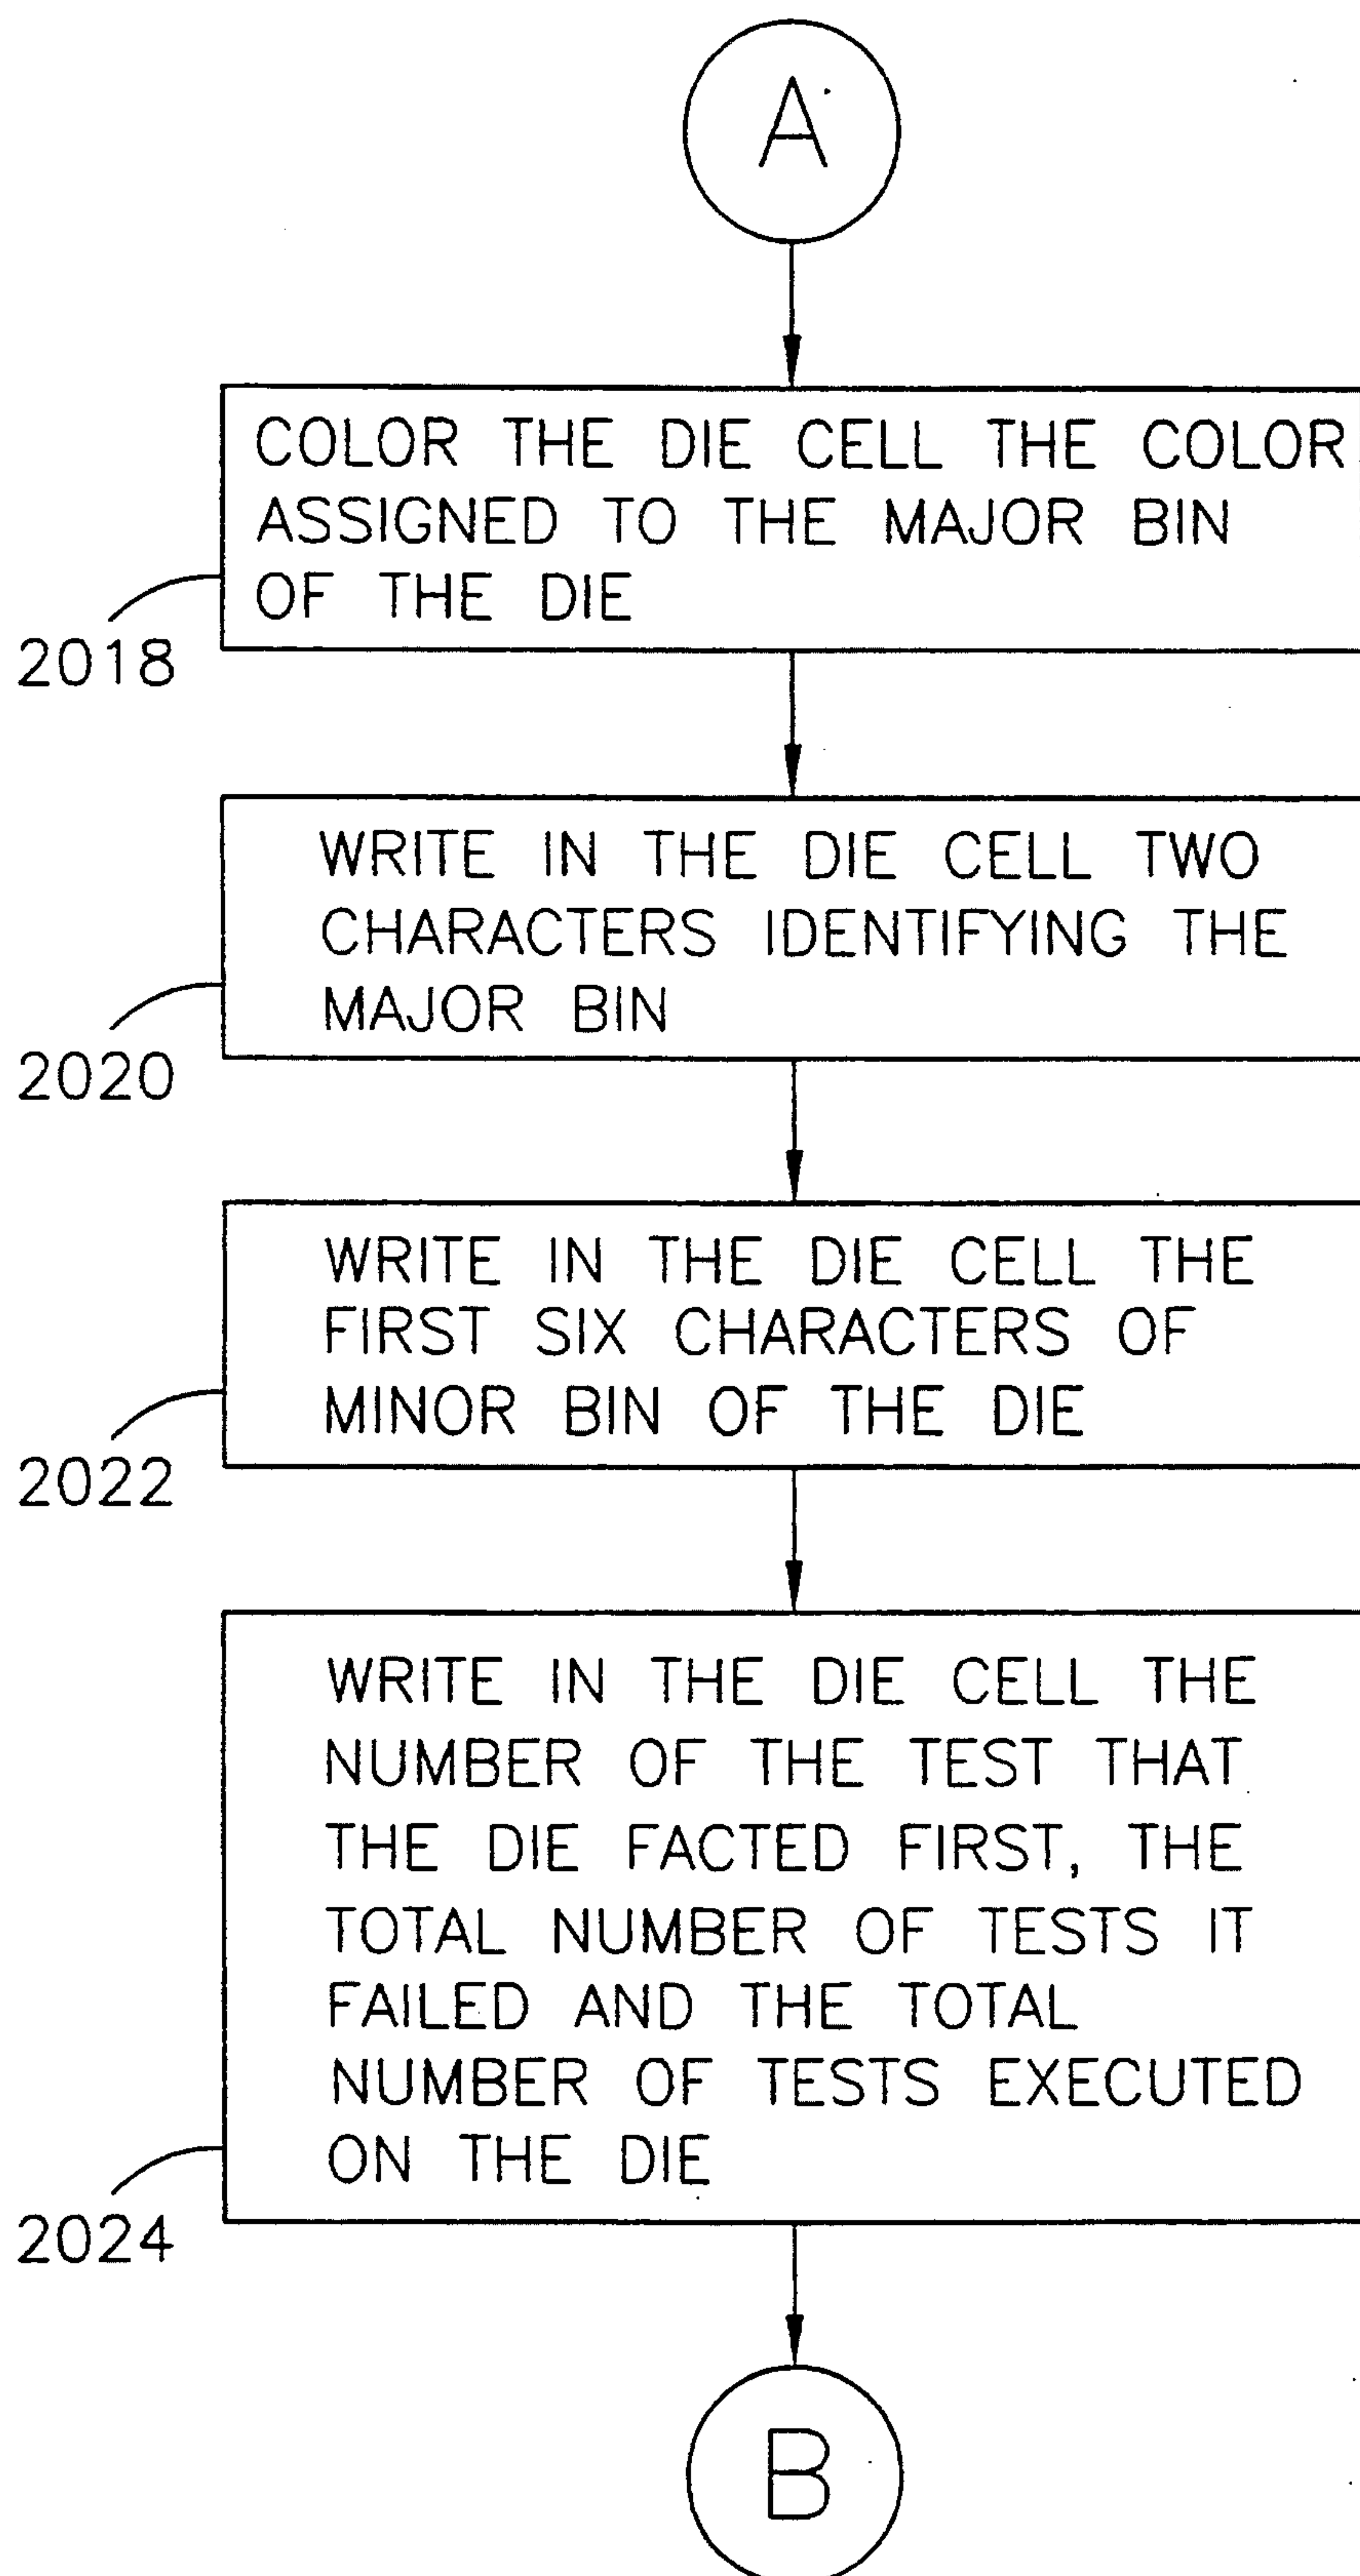 A
COLOR THE DIE CELL THE COLOR
ASSIGNED TO THE MAJOR BIN
OF THE DIE
2018
WRITE IN THE DIE CELL TWO
CHARACTERS IDENTIFYING THE
MAJOR BIN
2020
WRITE IN THE DIE CELL THE
FIRST SIX CHARACTERS OF
MINOR BIN OF THE DIE
2022
WRITE IN THE DIE CELL THE
NUMBER OF THE TEST THAT
THE DIE FACTED FIRST, THE
TOTAL NUMBER OF TESTS IT
FAILED AND THE TOTAL
NUMBER OF TESTS EXECUTED
ON THE DIE
2024
B